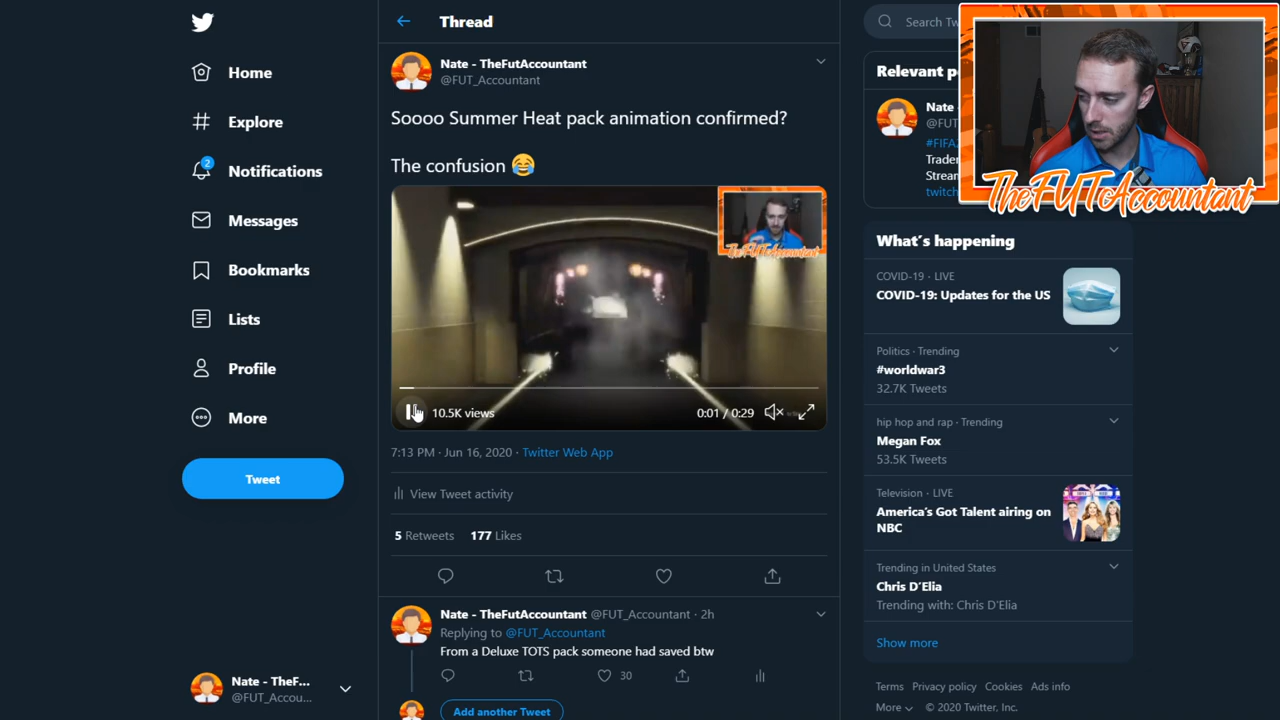 Home
Explore
2
Notifications
Messages
Bookmarks
Lists
Profile
More
Tweet
Nate - TheF...
@FUT_Accou...
Thread
Nate - TheFutAccountant
@FUT_Accountant
Soooo Summer Heat pack animation confirmed?
The confusion 😂
TheFUTAccountant
10.5K views
0:01 / 0:29
7:13 PM · Jun 16, 2020 · Twitter Web App
View Tweet activity
5 Retweets 177 Likes
Nate - TheFutAccountant @FUT_Accountant · 2h
Replying to @FUT_Accountant
From a Deluxe TOTS pack someone had saved btw
30
Add another Tweet
Search Tw
Relevant p
Nate
@FU
#FIFA
Trader
Stream
twitch
TheFUTAccountant
What's happening
COVID-19 · LIVE
COVID-19: Updates for the US
Politics · Trending
#worldwar3
32.7K Tweets
hip hop and rap · Trending
Megan Fox
53.5K Tweets
Television · LIVE
America's Got Talent airing on
NBC
Trending in United States
Chris D'Elia
Trending with: Chris D'Elia
Show more
Terms Privacy policy Cookies Ads info
More © 2020 Twitter, Inc.